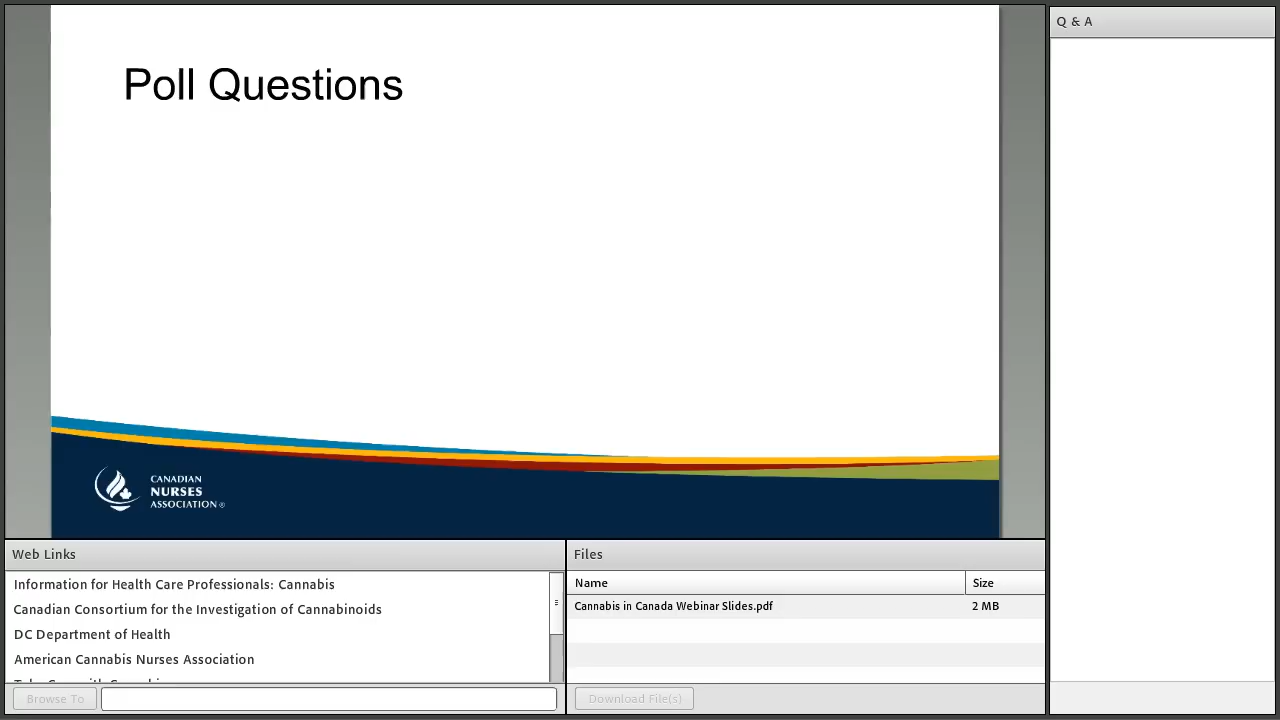 Poll Questions
CANADIAN
NURSES
ASSOCIATION®
Q & A
Web Links
Information for Health Care Professionals: Cannabis
Canadian Consortium for the Investigation of Cannabinoids
DC Department of Health
American Cannabis Nurses Association
Browse To
Files
Name Size
Cannabis in Canada Webinar Slides.pdf 2 MB
Download File(s)